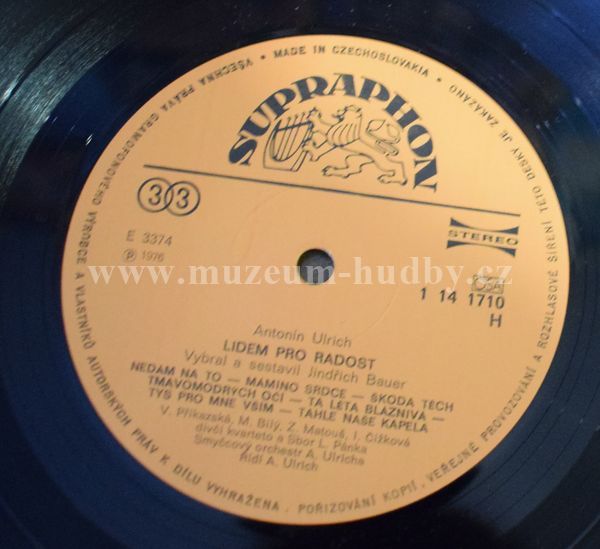 VŠECHNA PRÁVA GRAMOFONOVÉHO VÝROBCE A VLASTNÍKŮ AUTORSKÝCH PRÁV K DÍLU VYHRAŽENA. POŘIZOVÁNÍ KOPIÍ, VEŘEJNÉ PROVOZOVÁNÍ A ROZHLASOVÉ ŠÍŘENÍ TÉTO DESKY JE ZAKÁZÁNO • MADE IN CZECHOSLOVAKIA •
SUPRAPHON
33
STEREO
E 3374
Ⓟ 1976
www.muzeum-hudby.cz
1 14 1710
H
Antonín Ulrich
LIDEM PRO RADOST
Vybral a sestavil Jindřich Bauer
NEDÁM NA TO — MÁMINO SRDCE — ŠKODA TĚCH
TMAVOMODRÝCH OČÍ — TA LÉTA BLÁZNIVÁ —
TYS PRO MNE VŠÍM — TAHLE NAŠE KAPELA
V. Příkazská, M. Bílý, Z. Matouš, I. Čížková
dívčí kvarteto a Sbor L. Pánka
Smyčcový orchestr A. Ulricha
Řídí A. Ulrich